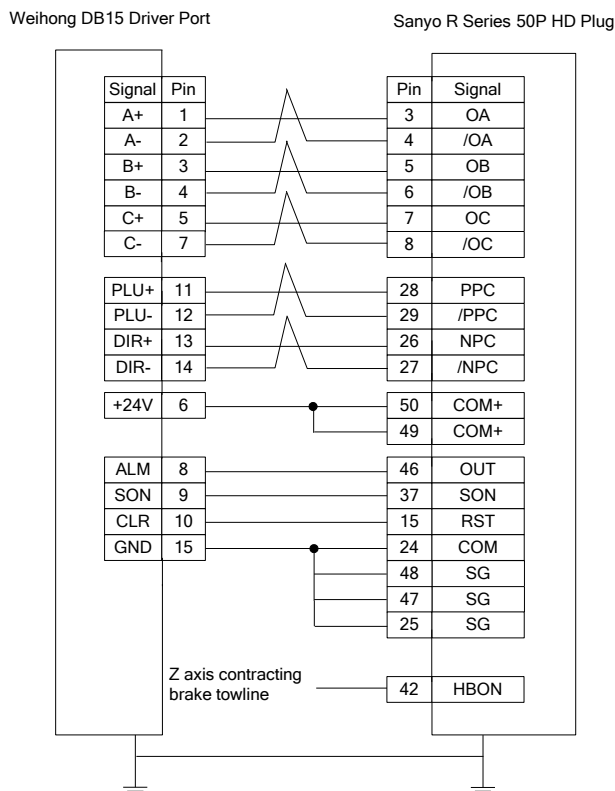 Weihong DB15 Driver Port
Sanyo R Series 50P HD Plug
Signal Pin Pin Signal
A+ 1 3 OA
A- 2 4 /OA
B+ 3 5 OB
B- 4 6 /OB
C+ 5 7 OC
C- 7 8 /OC
PLU+ 11 28 PPC
PLU- 12 29 /PPC
DIR+ 13 26 NPC
DIR- 14 27 /NPC
+24V 6 50 COM+
49 COM+
ALM 8 46 OUT
SON 9 37 SON
CLR 10 15 RST
GND 15 24 COM
48 SG
47 SG
25 SG
Z axis contracting
brake towline
42 HBON